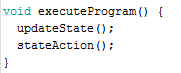 void executeProgram() {
  updateState();
  stateAction();
}